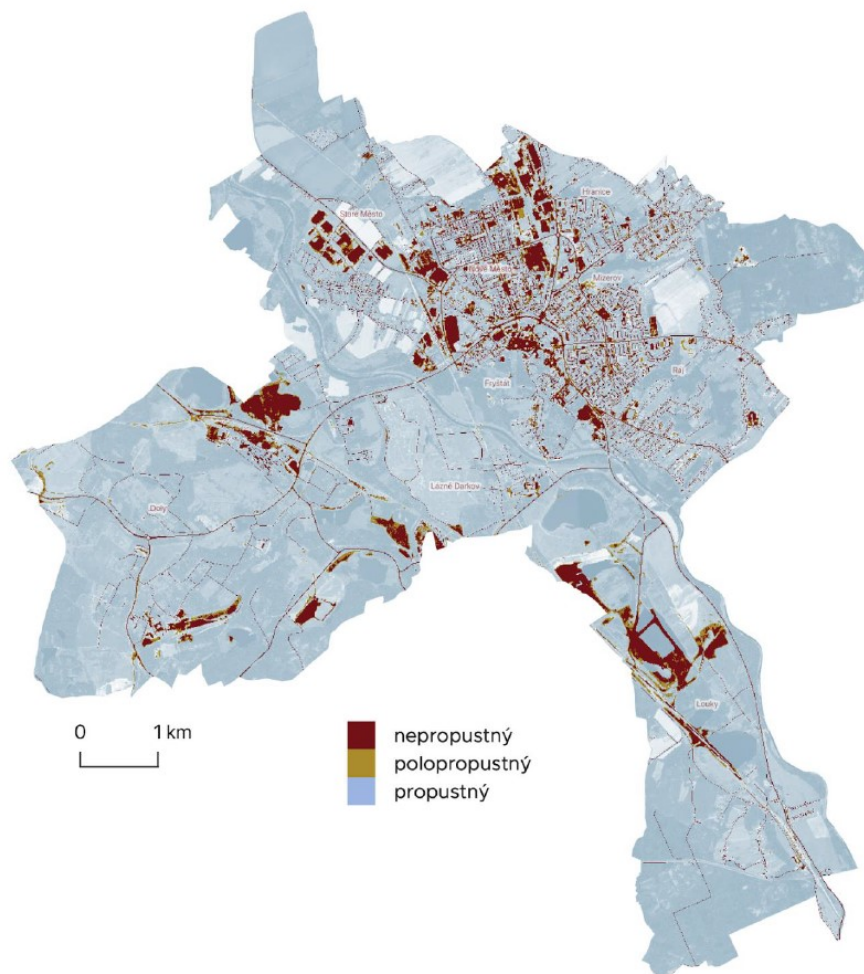 Hranice
Staré Město
Nové Město
Mizerov
Fryštát
Ráj
Lázně Darkov
Doly
Louky
0 1 km
nepropustný
polopropustný
propustný